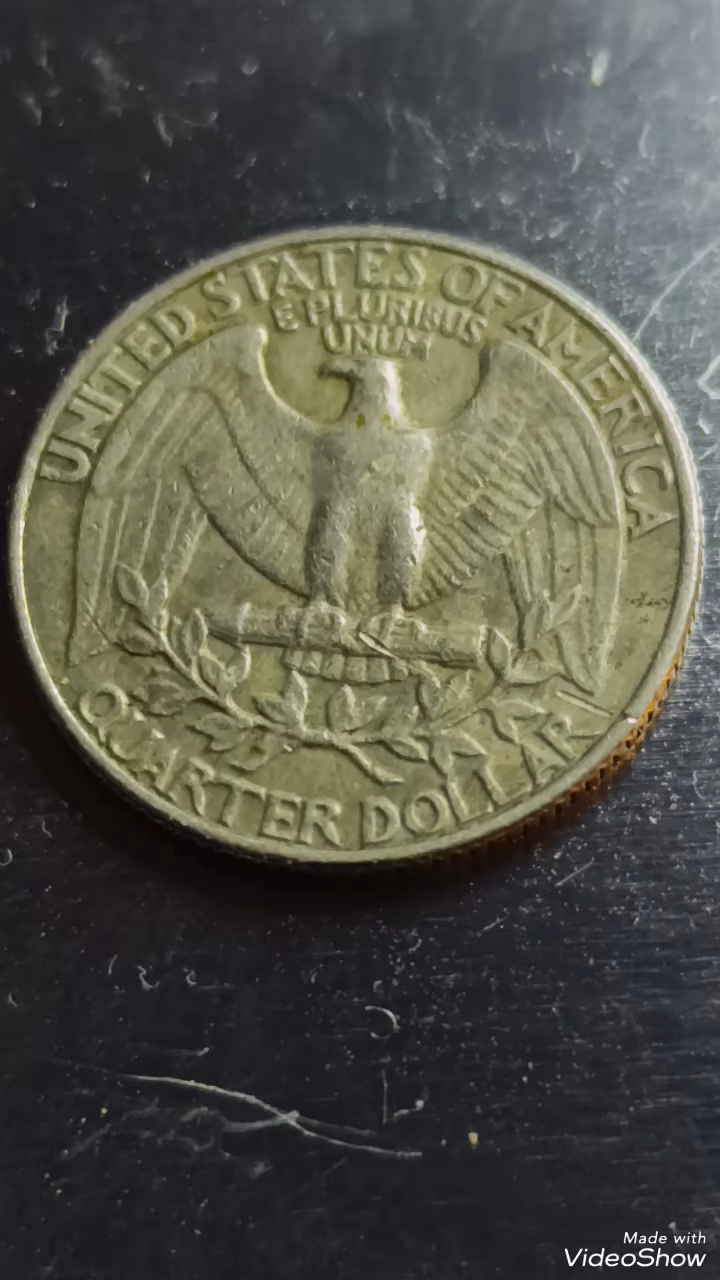 UNITED STATES OF AMERICA
E PLURIBUS
UNUM
QUARTER DOLLAR
Made with
VideoShow